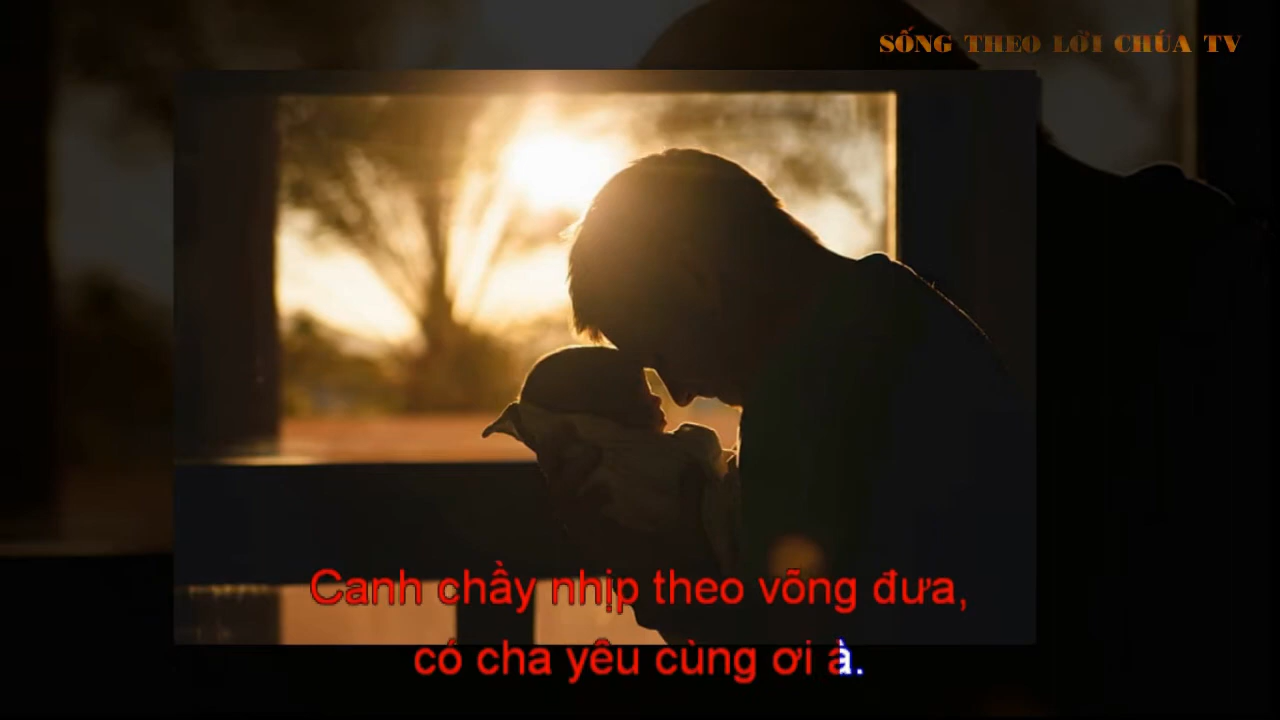 SỐNG THEO LỜI CHÚA TV
Canh chầy nhịp theo võng đưa,
có cha yêu cùng ơi à.